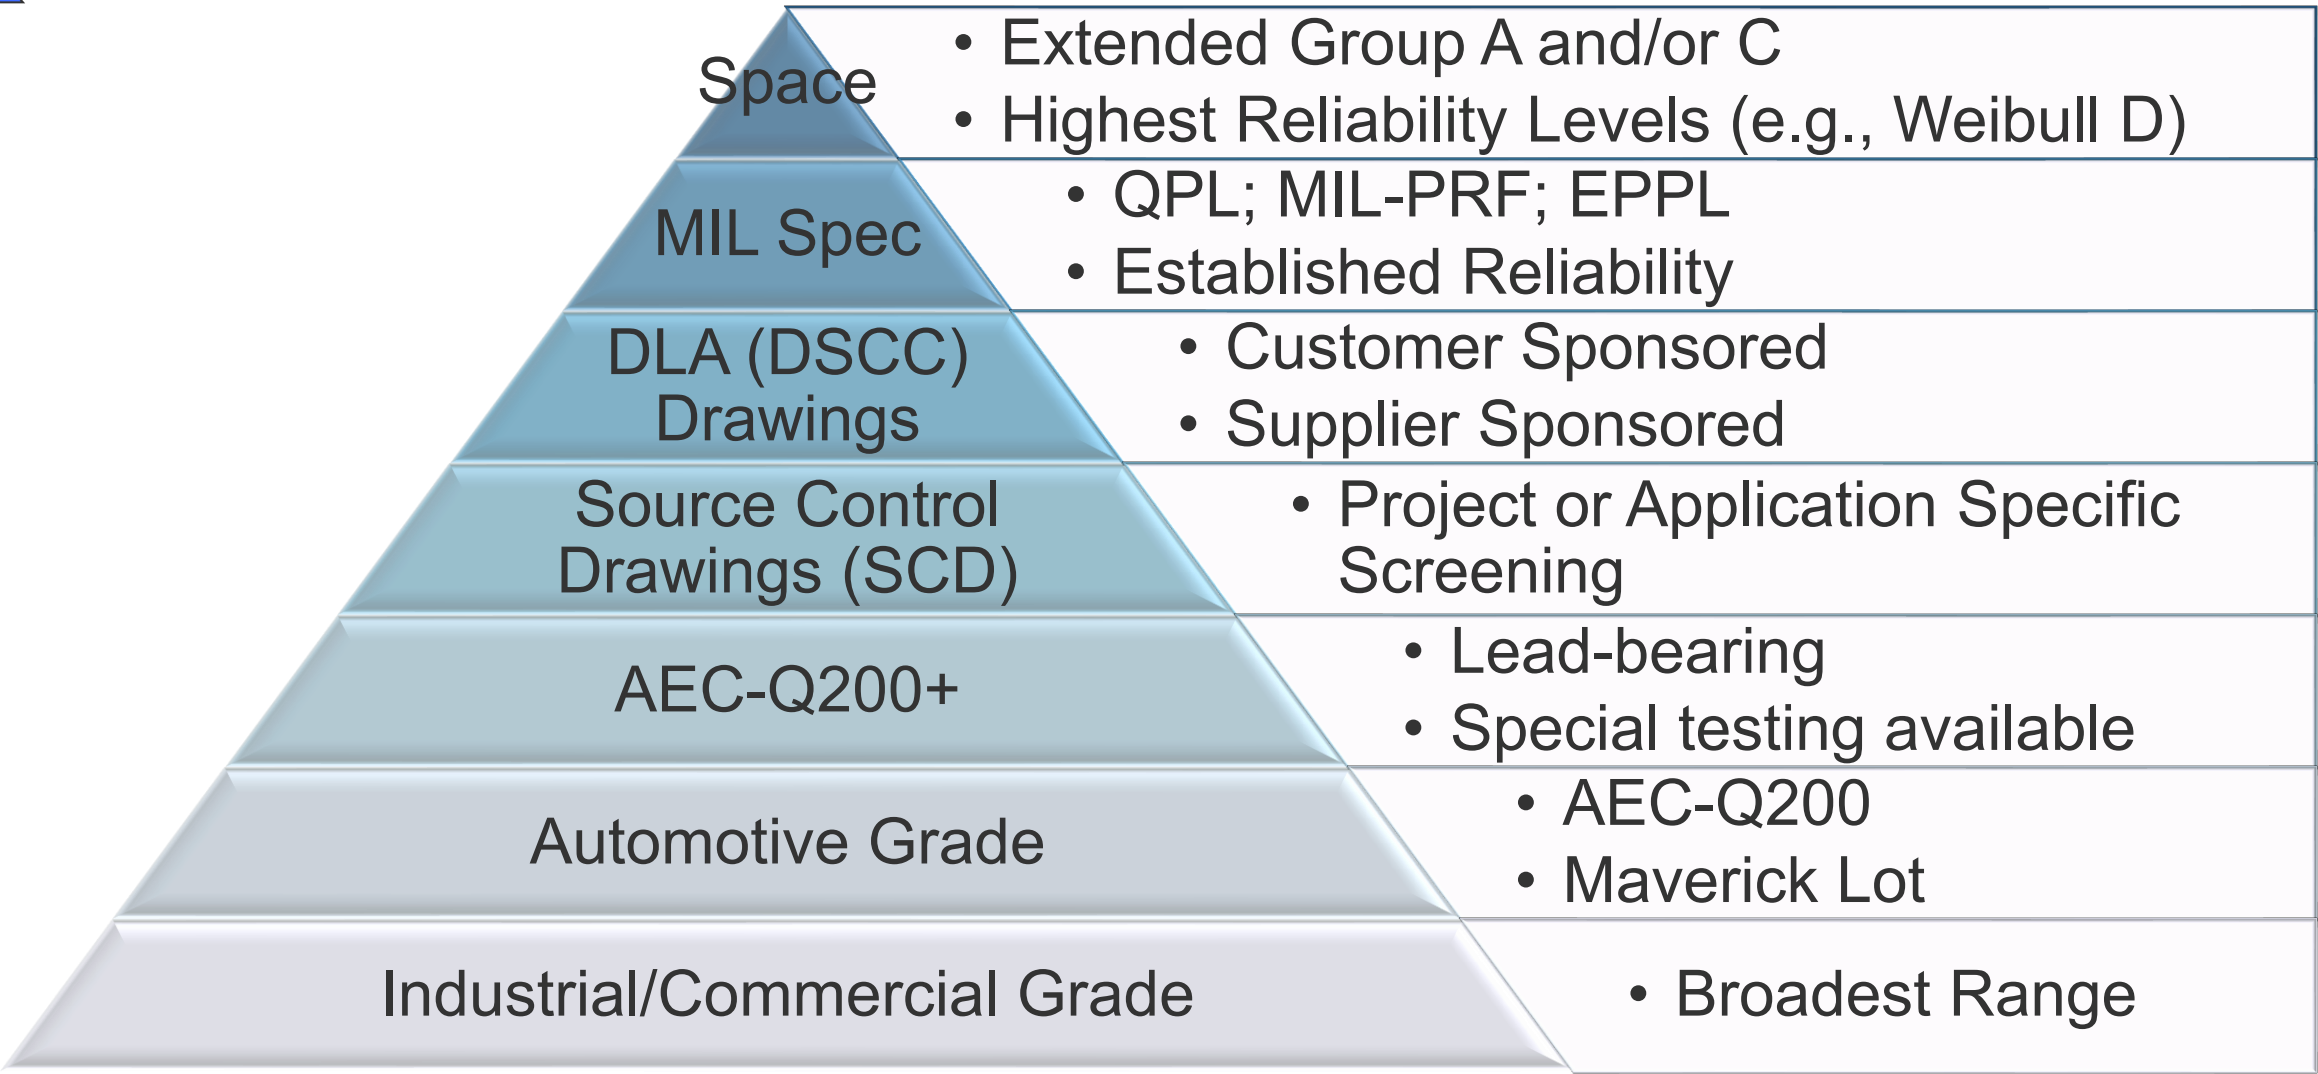 Space
• Extended Group A and/or C
• Highest Reliability Levels (e.g., Weibull D)
MIL Spec
• QPL; MIL-PRF; EPPL
• Established Reliability
DLA (DSCC)
Drawings
• Customer Sponsored
• Supplier Sponsored
Source Control
Drawings (SCD)
• Project or Application Specific
Screening
AEC-Q200+
• Lead-bearing
• Special testing available
Automotive Grade
• AEC-Q200
• Maverick Lot
Industrial/Commercial Grade
• Broadest Range